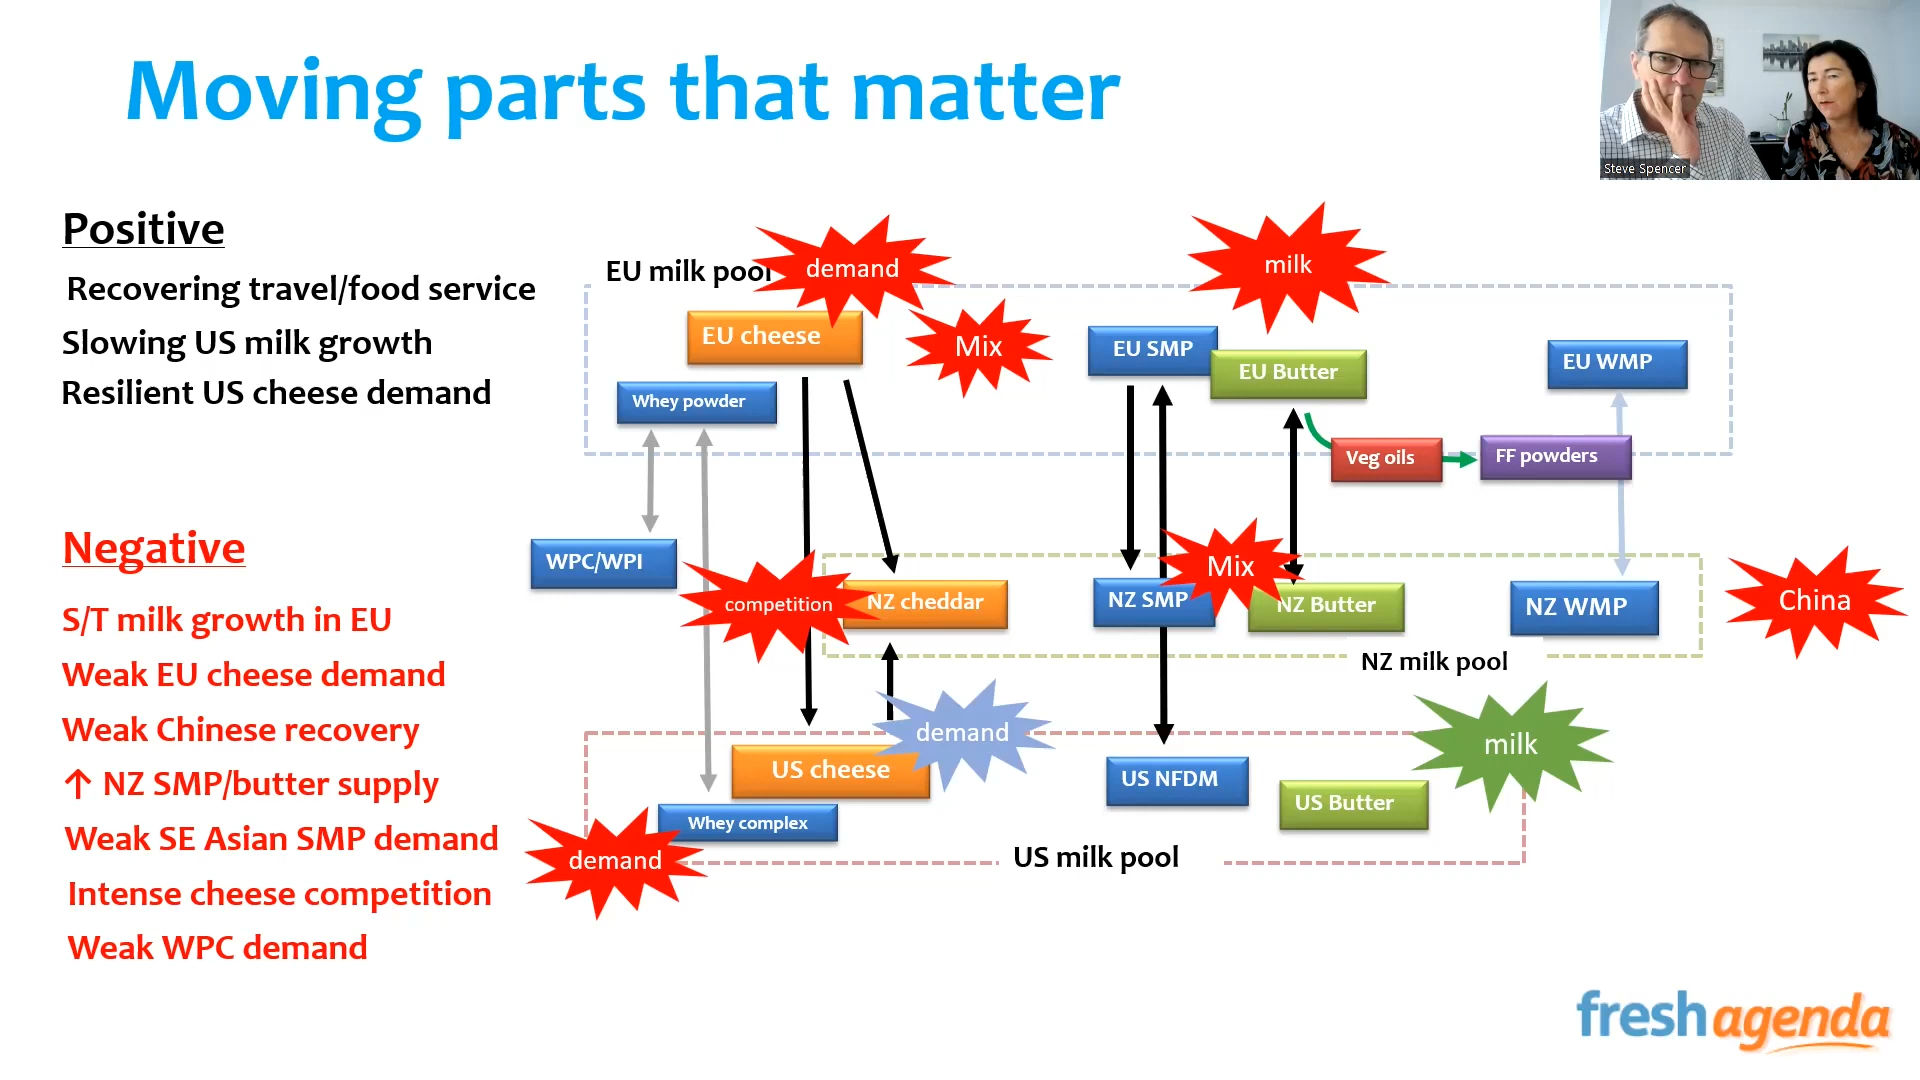 Moving parts that matter
Steve Spencer
Positive
Recovering travel/food service
Slowing US milk growth
Resilient US cheese demand
Negative
S/T milk growth in EU
Weak EU cheese demand
Weak Chinese recovery
↑ NZ SMP/butter supply
Weak SE Asian SMP demand
Intense cheese competition
Weak WPC demand
EU milk pool
demand
milk
EU cheese
Mix
EU SMP
EU Butter
EU WMP
Whey powder
Veg oils
FF powders
WPC/WPI
competition
NZ cheddar
NZ SMP
Mix
NZ Butter
NZ WMP
China
NZ milk pool
demand
milk
US cheese
US NFDM
US Butter
Whey complex
demand
US milk pool
fresh agenda